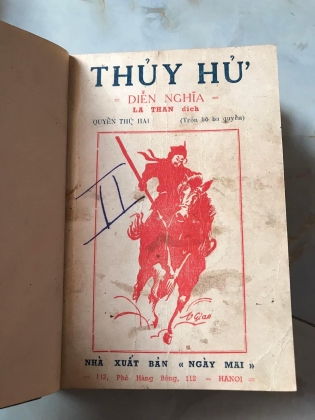 THỦY HỬ
= DIỄN NGHĨA =
LA THAN dịch
QUYỂN THỨ HAI (Trọn bộ ba quyển)
II
NHÀ XUẤT BẢN « NGÀY MAI »
— 112, Phố Hàng Bông, 112 — HANOI —